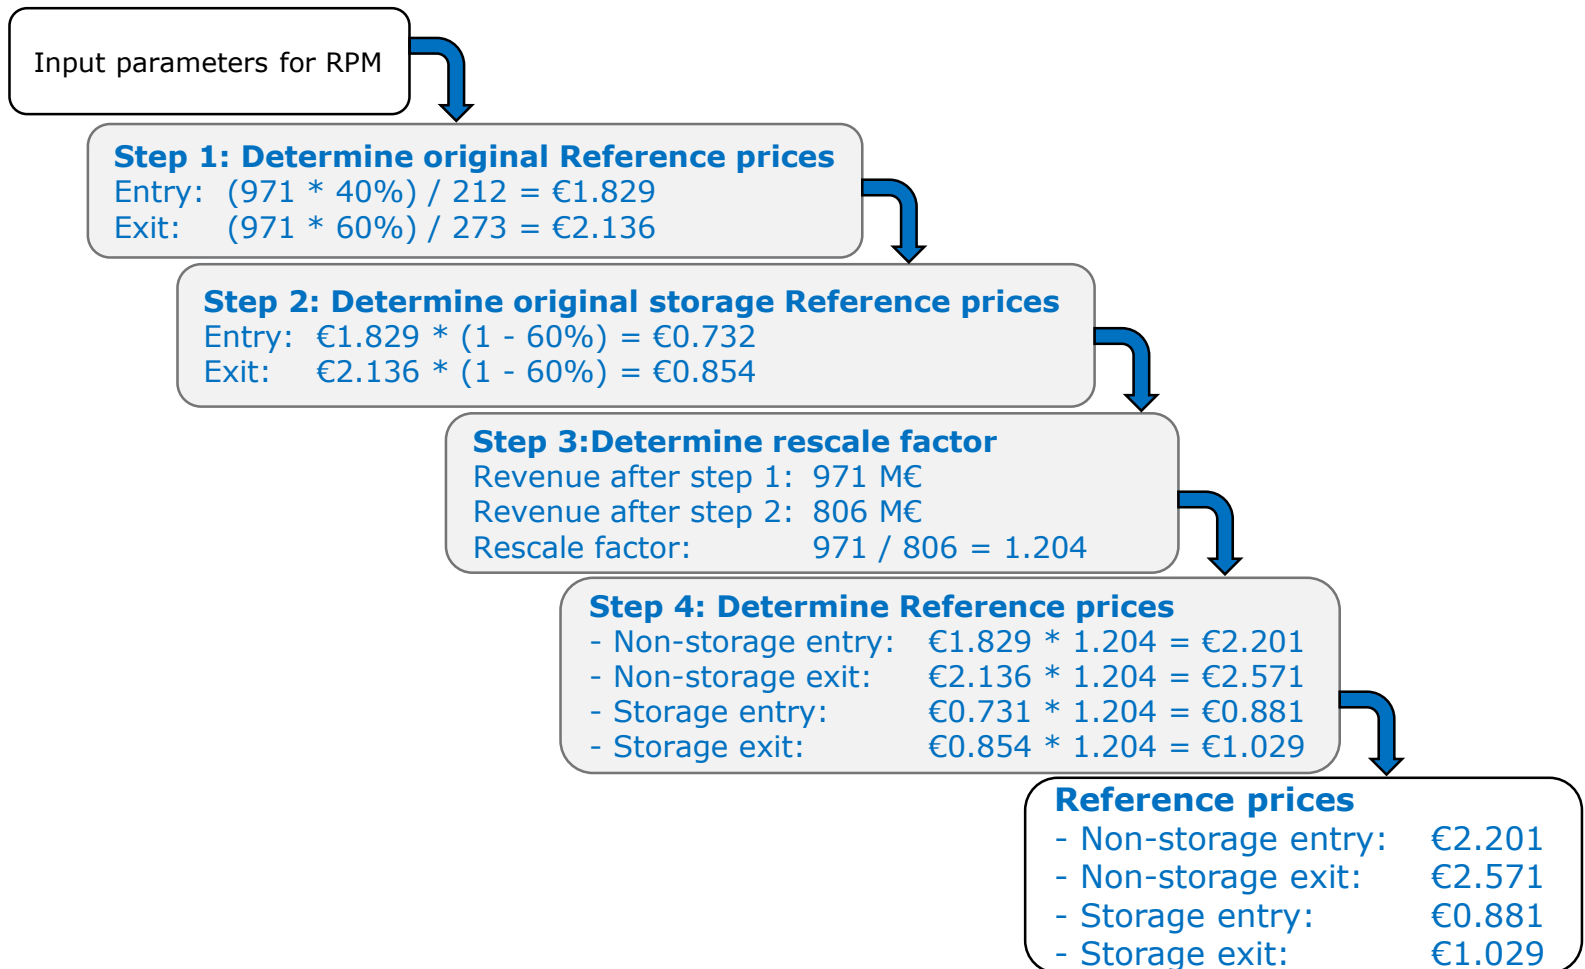 Input parameters for RPM
Step 1: Determine original Reference prices
Entry: (971 * 40%) / 212 = €1.829
Exit: (971 * 60%) / 273 = €2.136
Step 2: Determine original storage Reference prices
Entry: €1.829 * (1 - 60%) = €0.732
Exit: €2.136 * (1 - 60%) = €0.854
Step 3:Determine rescale factor
Revenue after step 1: 971 M€
Revenue after step 2: 806 M€
Rescale factor: 971 / 806 = 1.204
Step 4: Determine Reference prices
- Non-storage entry: €1.829 * 1.204 = €2.201
- Non-storage exit: €2.136 * 1.204 = €2.571
- Storage entry: €0.731 * 1.204 = €0.881
- Storage exit: €0.854 * 1.204 = €1.029
Reference prices
- Non-storage entry: €2.201
- Non-storage exit: €2.571
- Storage entry: €0.881
- Storage exit: €1.029